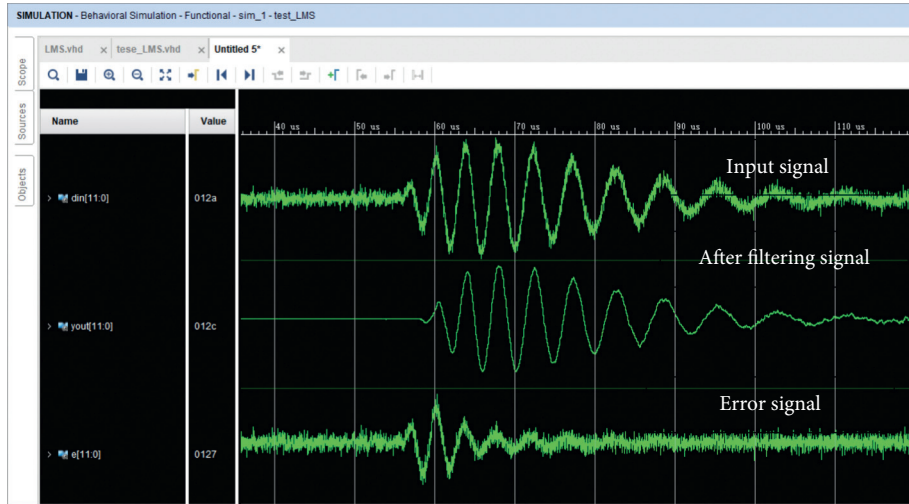 SIMULATION - Behavioral Simulation - Functional - sim_1 - test_LMS
Scope
Sources
Objects
LMS.vhd × tese_LMS.vhd × Untitled 5* ×
Name Value
40 us 50 us 60 us 70 us 80 us 90 us 100 us 110 us
Input signal
din[11:0] 012a
After filtering signal
yout[11:0] 012c
Error signal
e[11:0] 0127